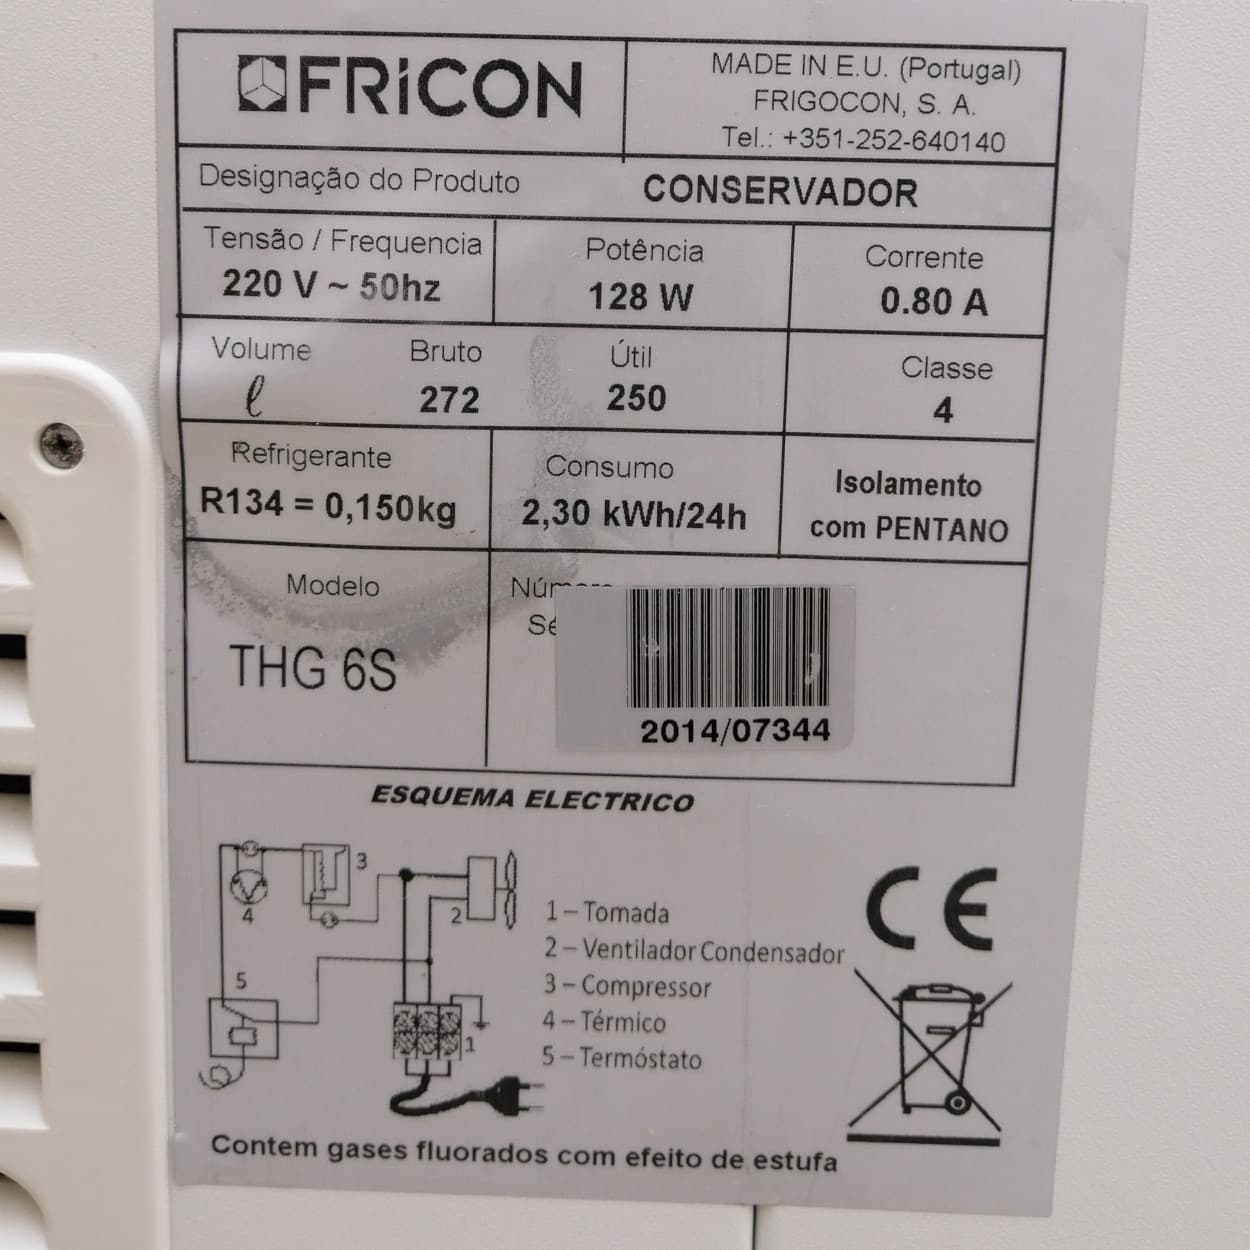 FRiCON
MADE IN E.U. (Portugal)
FRIGOCON, S. A.
Tel.: +351-252-640140
Designação do Produto CONSERVADOR
Tensão / Frequencia Potência Corrente
220 V ~ 50hz 128 W 0.80 A
Volume Bruto Útil Classe
ℓ 272 250 4
Refrigerante Consumo Isolamento
R134 = 0,150kg 2,30 kWh/24h com PENTANO
Modelo
THG 6S
2014/07344
ESQUEMA ELECTRICO
3
4
2
5
1
1 – Tomada
2 – Ventilador Condensador
3 – Compressor
4 – Térmico
5 – Termóstato
CE
Contem gases fluorados com efeito de estufa